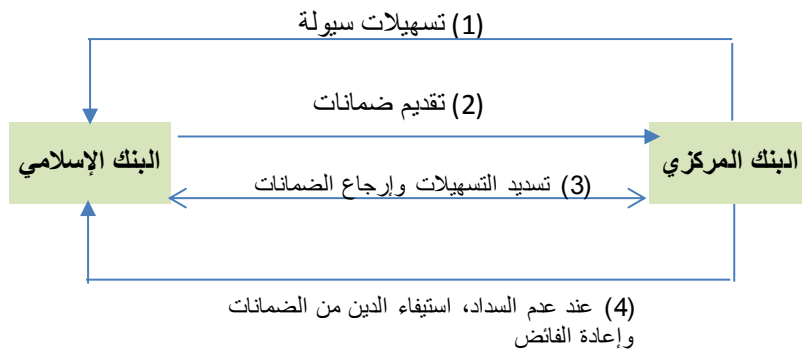 (1) تسهيلات سيولة
(2) تقديم ضمانات
البنك المركزي
البنك الإسلامي
(3) تسديد التسهيلات وإرجاع الضمانات
(4) عند عدم السداد، استيفاء الدين من الضمانات
وإعادة الفائض